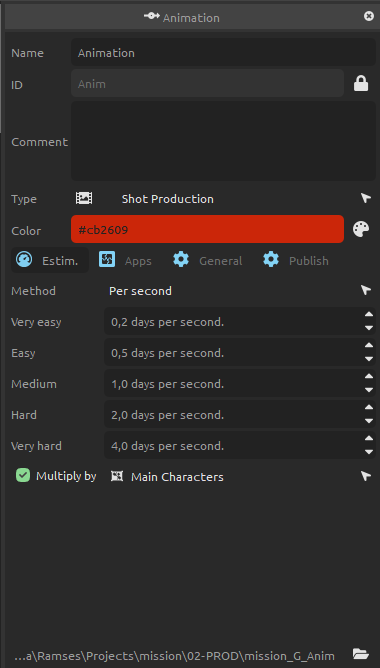 Animation
Name Animation
ID Anim
Comment
Type Shot Production
Color #cb2609
Estim. Apps General Publish
Method Per second
Very easy 0,2 days per second.
Easy 0,5 days per second.
Medium 1,0 days per second.
Hard 2,0 days per second.
Very hard 4,0 days per second.
Multiply by Main Characters
...a\Ramses\Projects\mission\02-PROD\mission_G_Anim